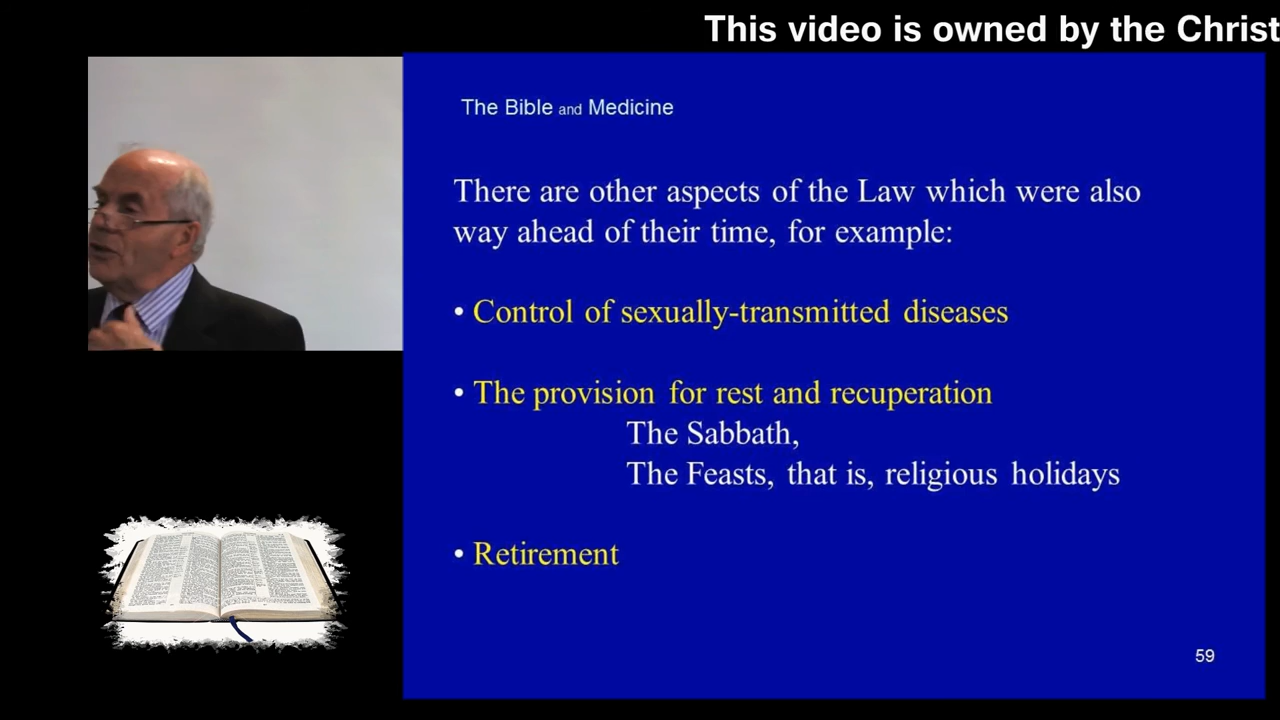 This video is owned by the Christ
The Bible and Medicine
There are other aspects of the Law which were also
way ahead of their time, for example:
• Control of sexually-transmitted diseases
• The provision for rest and recuperation
The Sabbath,
The Feasts, that is, religious holidays
• Retirement
59